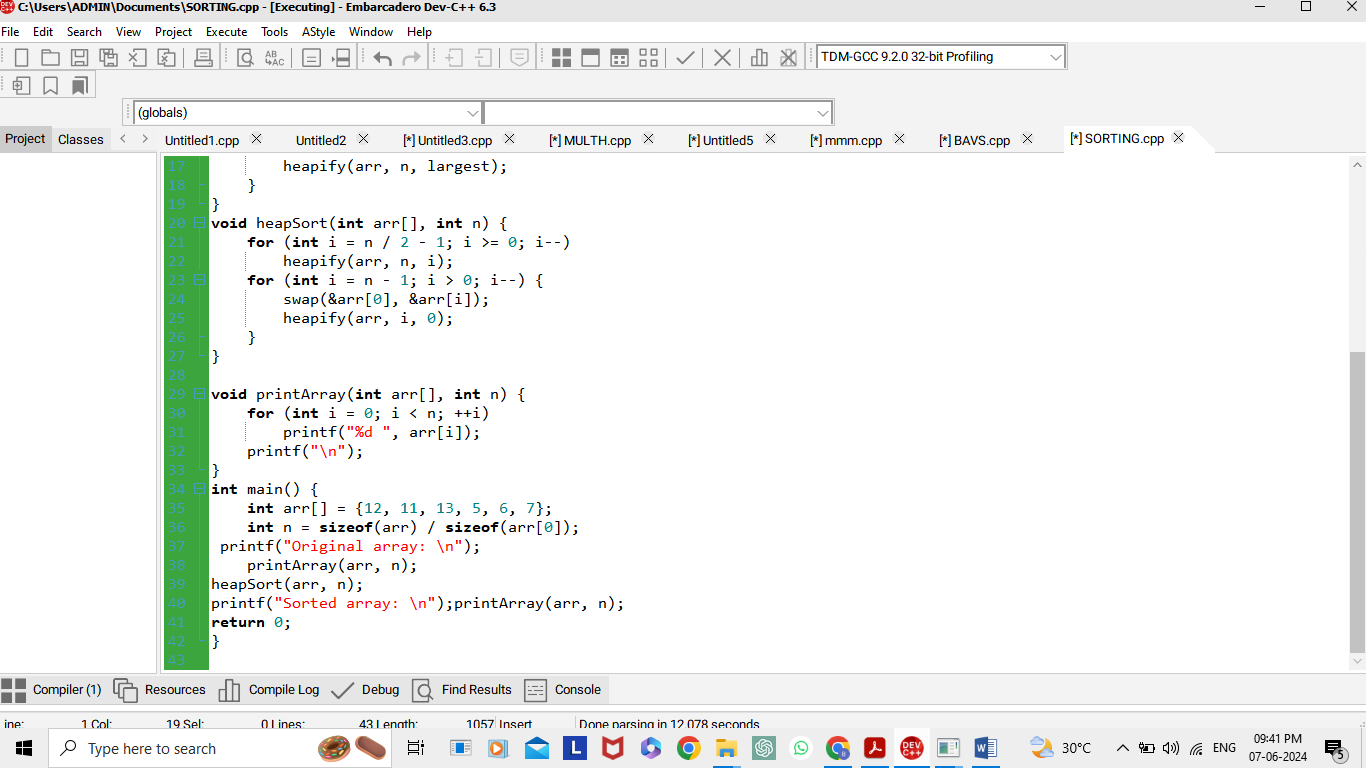 C:\Users\ADMIN\Documents\SORTING.cpp - [Executing] - Embarcadero Dev-C++ 6.3
File Edit Search View Project Execute Tools AStyle Window Help
TDM-GCC 9.2.0 32-bit Profiling
(globals)
Project Classes Untitled1.cpp Untitled2 [*] Untitled3.cpp [*] MULTH.cpp [*] Untitled5 [*] mmm.cpp [*] BAVS.cpp [*] SORTING.cpp
17 heapify(arr, n, largest);
18 }
19 }
20 void heapSort(int arr[], int n) {
21 for (int i = n / 2 - 1; i >= 0; i--)
22 heapify(arr, n, i);
23 for (int i = n - 1; i > 0; i--) {
24 swap(&arr[0], &arr[i]);
25 heapify(arr, i, 0);
26 }
27 }
28
29 void printArray(int arr[], int n) {
30 for (int i = 0; i < n; ++i)
31 printf("%d ", arr[i]);
32 printf("\n");
33 }
34 int main() {
35 int arr[] = {12, 11, 13, 5, 6, 7};
36 int n = sizeof(arr) / sizeof(arr[0]);
37 printf("Original array: \n");
38 printArray(arr, n);
39 heapSort(arr, n);
40 printf("Sorted array: \n");printArray(arr, n);
41 return 0;
42 }
43
Compiler (1) Resources Compile Log Debug Find Results Console
ine: 1 Col: 19 Sel: 0 Lines: 43 Length: 1057 Insert Done parsing in 12.078 seconds
Type here to search 30°C ENG 09:41 PM
07-06-2024 5